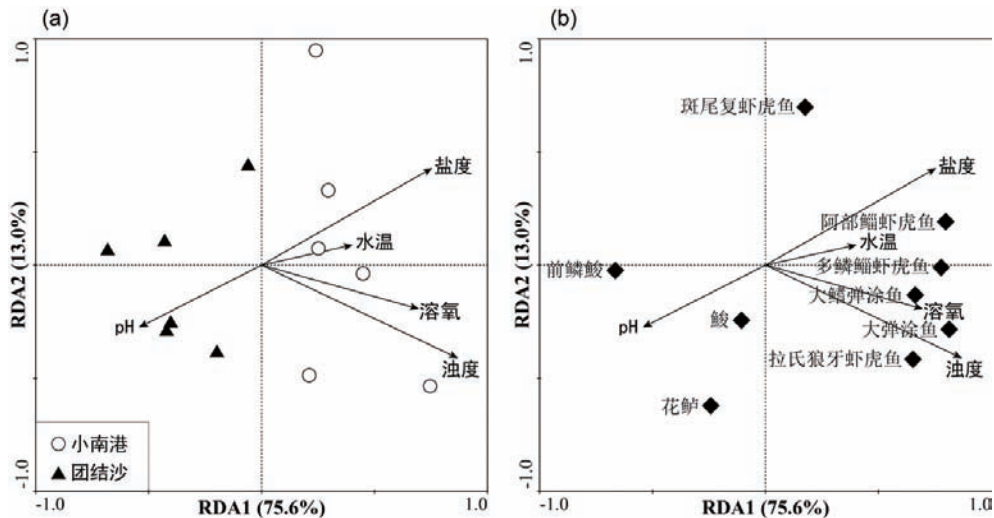 (a)
1.0
盐度
水温
溶氧
浊度
pH
RDA2 (13.0%)
○ 小南港
▲ 团结沙
-1.0
-1.0
RDA1 (75.6%)
1.0
(b)
1.0
斑尾复虾虎鱼
盐度
阿部鲻虾虎鱼
水温
多鳞鲻虾虎鱼
前鳞鮻
大鳍弹涂鱼
溶氧
pH
鮻
大弹涂鱼
浊度
拉氏狼牙虾虎鱼
花鲈
RDA2 (13.0%)
-1.0
-1.0
RDA1 (75.6%)
1.0